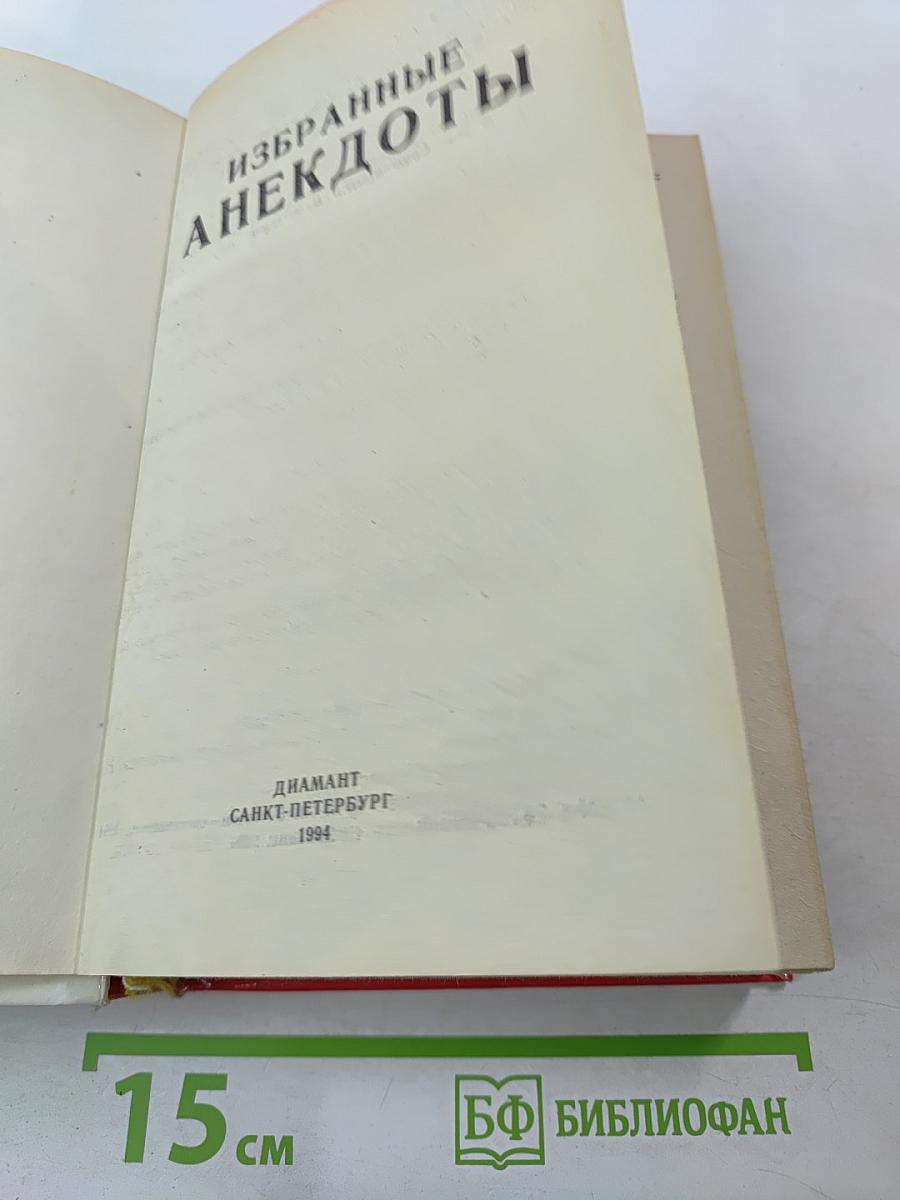 ИЗБРАННЫЕ
АНЕКДОТЫ
ДИАМАНТ
САНКТ-ПЕТЕРБУРГ
1994
15 см
БФ БИБЛИОФАН